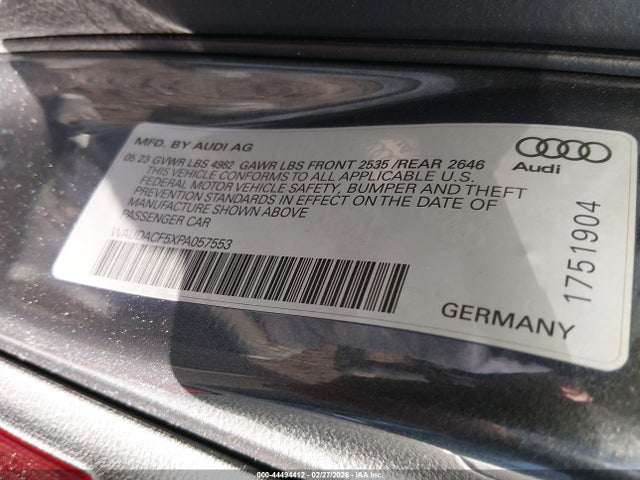 MFD. BY AUDI AG
05 23 GVWR LBS 4982 GAWR LBS FRONT 2535 /REAR 2646
THIS VEHICLE CONFORMS TO ALL APPLICABLE U.S.
FEDERAL MOTOR VEHICLE SAFETY, BUMPER AND THEFT
PREVENTION STANDARDS IN EFFECT ON THE DATE OF
MANUFACTURE SHOWN ABOVE
PASSENGER CAR
WAUDACF5XPA057553
Audi
1751904
GERMANY
000-44494412 - 02/27/2026 - IAAI.COM